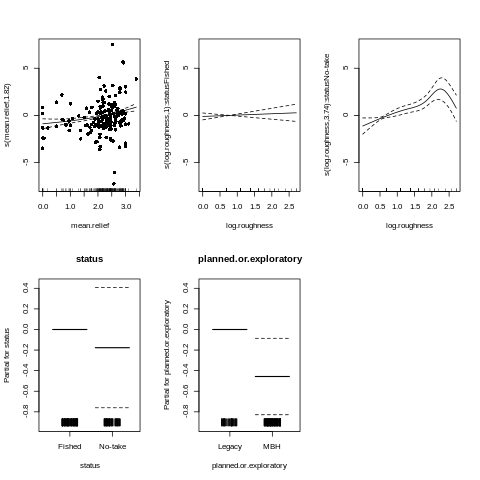 s(mean.relief,1.82)
5
0
-5
0.0
1.0
2.0
3.0
mean.relief
s(log.roughness,1):statusFished
5
0
-5
0.0
0.5
1.0
1.5
2.0
2.5
log.roughness
s(log.roughness,3.74):statusNo-take
5
0
-5
0.0
0.5
1.0
1.5
2.0
2.5
log.roughness
status
Partial for status
0.4
0.2
0.0
-0.2
-0.4
-0.6
-0.8
Fished
No-take
status
planned.or.exploratory
Partial for planned.or.exploratory
0.4
0.2
0.0
-0.2
-0.4
-0.6
-0.8
Legacy
MBH
planned.or.exploratory